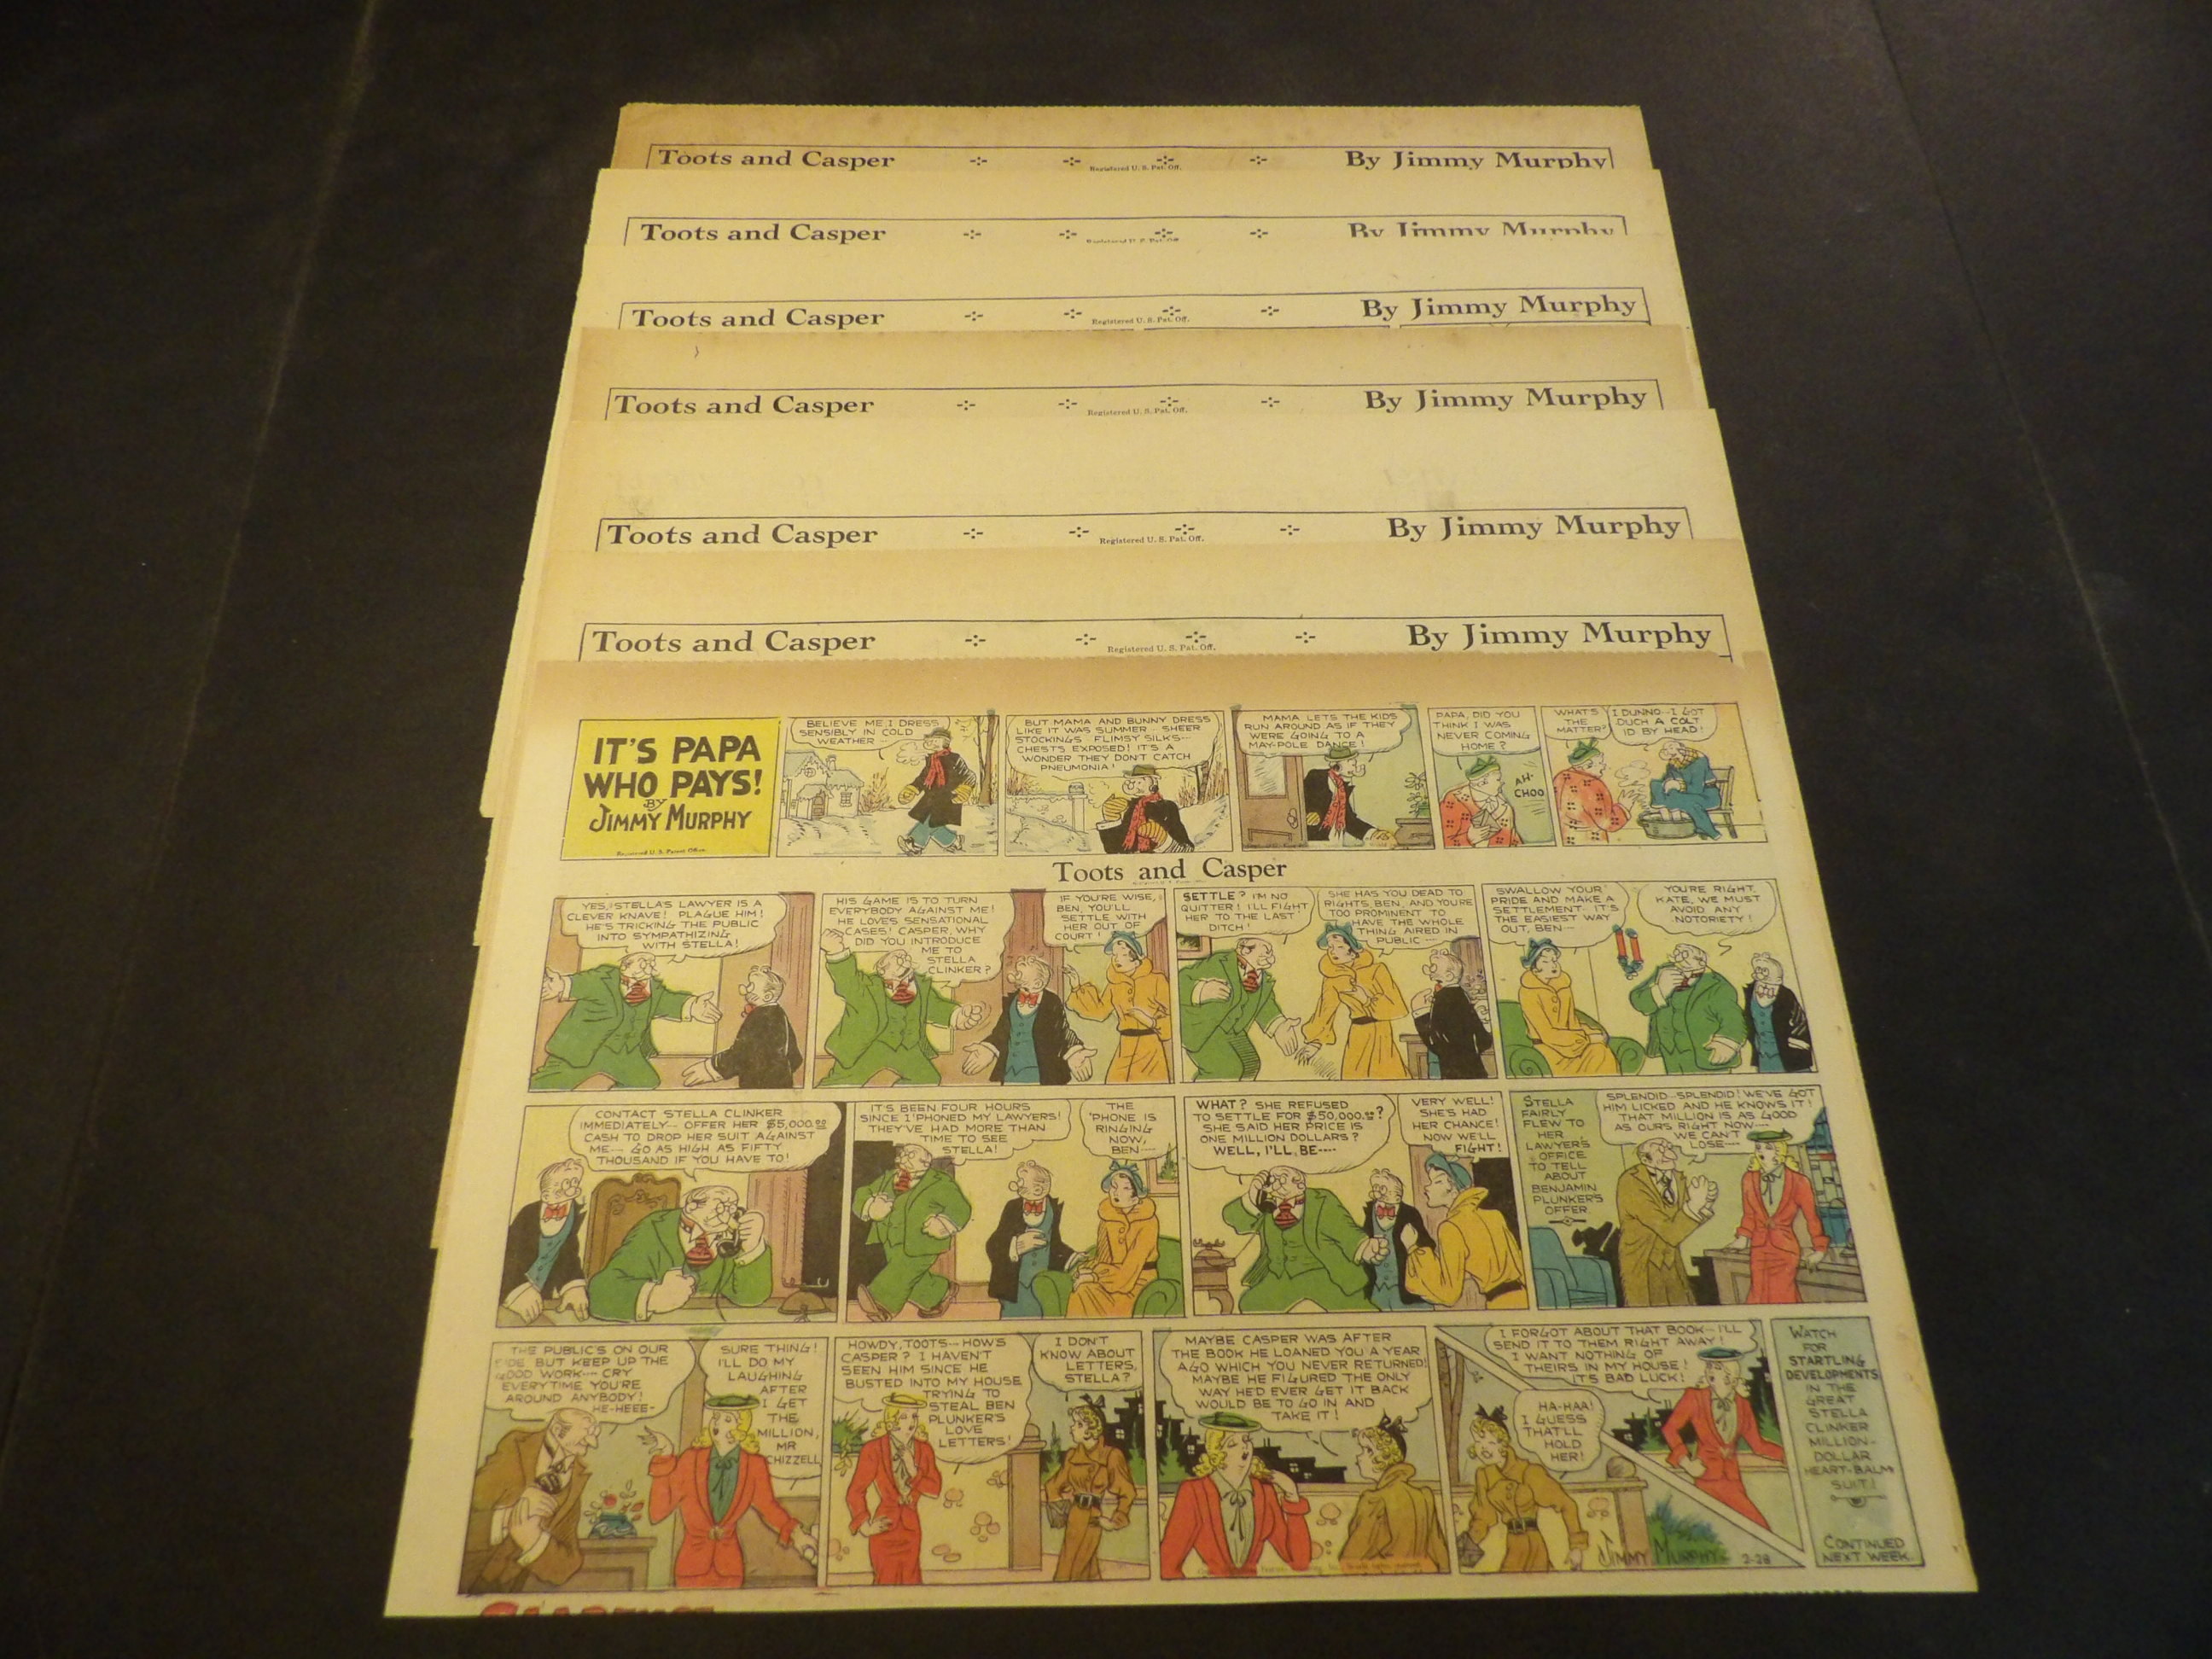 Toots and Casper
Registered U. S. Pat. Off.
By Jimmy Murphy
Toots and Casper
By Jimmy Murphy
Toots and Casper
Registered U. S. Pat. Off.
By Jimmy Murphy
Toots and Casper
Registered U. S. Pat. Off.
By Jimmy Murphy
Toots and Casper
Registered U. S. Pat. Off.
By Jimmy Murphy
Toots and Casper
Registered U. S. Pat. Off.
By Jimmy Murphy
IT'S PAPA
WHO PAYS!
BY
JIMMY MURPHY
Registered U. S. Patent Office
BELIEVE ME, I DRESS
SENSIBLY IN COLD
WEATHER---
BUT MAMA AND BUNNY DRESS
LIKE IT WAS SUMMER--SHEER
STOCKINGS FLIMSY SILKS---
CHESTS EXPOSED! IT'S A
WONDER THEY DON'T CATCH
PNEUMONIA!
MAMA LETS THE KIDS
RUN AROUND AS IF THEY
WERE GOING TO A
MAY-POLE DANCE!
PAPA, DID YOU
THINK I WAS
NEVER COMING
HOME?
AH-
CHOO
WHAT'S
THE
MATTER?
I DUNNO--I GOT
DUCH A COLT
ID BY HEAD!
Toots and Casper
YES, STELLA'S LAWYER IS A
CLEVER KNAVE! PLAGUE HIM!
HE'S TRICKING THE PUBLIC
INTO SYMPATHIZING
WITH STELLA!
HIS GAME IS TO TURN
EVERYBODY AGAINST ME!
HE LOVES SENSATIONAL
CASES! CASPER, WHY
DID YOU INTRODUCE
ME TO
STELLA
CLINKER?
IF YOU'RE WISE,
BEN, YOU'LL
SETTLE WITH
HER OUT OF
COURT!
SETTLE? I'M NO
QUITTER! I'LL FIGHT
HER TO THE LAST
DITCH!
SHE HAS YOU DEAD TO
RIGHTS, BEN, AND YOU'RE
TOO PROMINENT TO
HAVE THE WHOLE
THING AIRED IN
PUBLIC----
SWALLOW YOUR
PRIDE AND MAKE A
SETTLEMENT-- IT'S
THE EASIEST WAY
OUT, BEN--
YOU'RE RIGHT,
KATE, WE MUST
AVOID ANY
NOTORIETY!
CONTACT STELLA CLINKER
IMMEDIATELY-- OFFER HER $5,000.00
CASH TO DROP HER SUIT AGAINST
ME-- GO AS HIGH AS FIFTY
THOUSAND IF YOU HAVE TO!
IT'S BEEN FOUR HOURS
SINCE I 'PHONED MY LAWYERS!
THEY'VE HAD MORE THAN
TIME TO SEE
STELLA!
THE
'PHONE IS
RINGING
NOW,
BEN----
WHAT? SHE REFUSED
TO SETTLE FOR $50,000.00?
SHE SAID HER PRICE IS
ONE MILLION DOLLARS?
WELL, I'LL BE----
VERY WELL!
SHE'S HAD
HER CHANCE!
NOW WE'LL
FIGHT!
STELLA
FAIRLY
FLEW TO
HER
LAWYER'S
OFFICE
TO TELL
ABOUT
BENJAMIN
PLUNKER'S
OFFER.
SPLENDID--SPLENDID! WE'VE GOT
HIM LICKED AND HE KNOWS IT!
THAT MILLION IS AS GOOD
AS OURS RIGHT NOW---
WE CAN'T
LOSE---
THE PUBLIC'S ON OUR
SIDE BUT KEEP UP THE
GOOD WORK--- CRY
EVERYTIME YOU'RE
AROUND ANYBODY!
HE-HEEE-
SURE THING!
I'LL DO MY
LAUGHING
AFTER
I GET
THE
MILLION,
MR
CHIZZELL
HOWDY, TOOTS--- HOW'S
CASPER? I HAVEN'T
SEEN HIM SINCE HE
BUSTED INTO MY HOUSE
TRYING TO
STEAL BEN
PLUNKER'S
LOVE
LETTERS!
I DON'T
KNOW ABOUT
LETTERS,
STELLA?
MAYBE CASPER WAS AFTER
THE BOOK HE LOANED YOU A YEAR
AGO WHICH YOU NEVER RETURNED!
MAYBE HE FIGURED THE ONLY
WAY HE'D EVER GET IT BACK
WOULD BE TO GO IN AND
TAKE IT!
I FORGOT ABOUT THAT BOOK-- I'LL
SEND IT TO THEM RIGHT AWAY!
I WANT NOTHING OF
THEIRS IN MY HOUSE!
IT'S BAD LUCK!
HA-HAA!
I GUESS
THAT'LL
HOLD
HER!
JIMMY MURPHY-
2-28
WATCH
FOR
STARTLING
DEVELOPMENTS
IN THE
GREAT
STELLA
CLINKER
MILLION-
DOLLAR
HEART-BALM
SUIT!
CONTINUED
NEXT WEEK